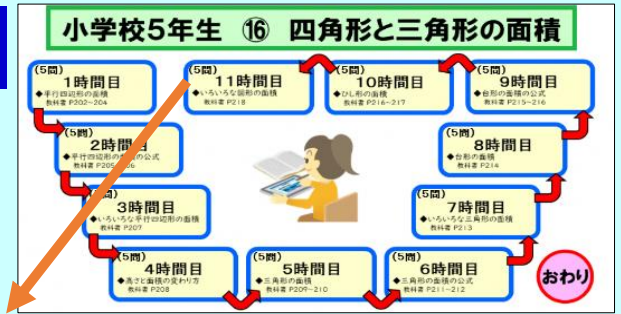 小学校5年生 ⑯ 四角形と三角形の面積
(5問)
1時間目
◆平行四辺形の面積
教科書 P202~204
(5問)
2時間目
◆平行四辺形の の公式
教科書 P205 06
問)
3時間目
◆いろいろな平行四辺形の面積
教科書 P207
(5問)
4時間目
◆高さと面積の変わり方
教科書 P208
(5問)
5時間目
◆三角形の面積
教科書 P209~210
(5問)
6時間目
◆三角形の面積の公式
教科書 P211~212
(5問)
7時間目
◆いろいろな三角形の面積
教科書 P213
(5問)
8時間目
◆台形の面積
教科書 P214
(5問)
9時間目
◆台形の面積の公式
教科書 P215~216
(5問)
10時間目
◆ひし形の面積
教科書 P216~217
(5問)
11時間目
◆いろいろな図形の面積
教科書 P218
おわり